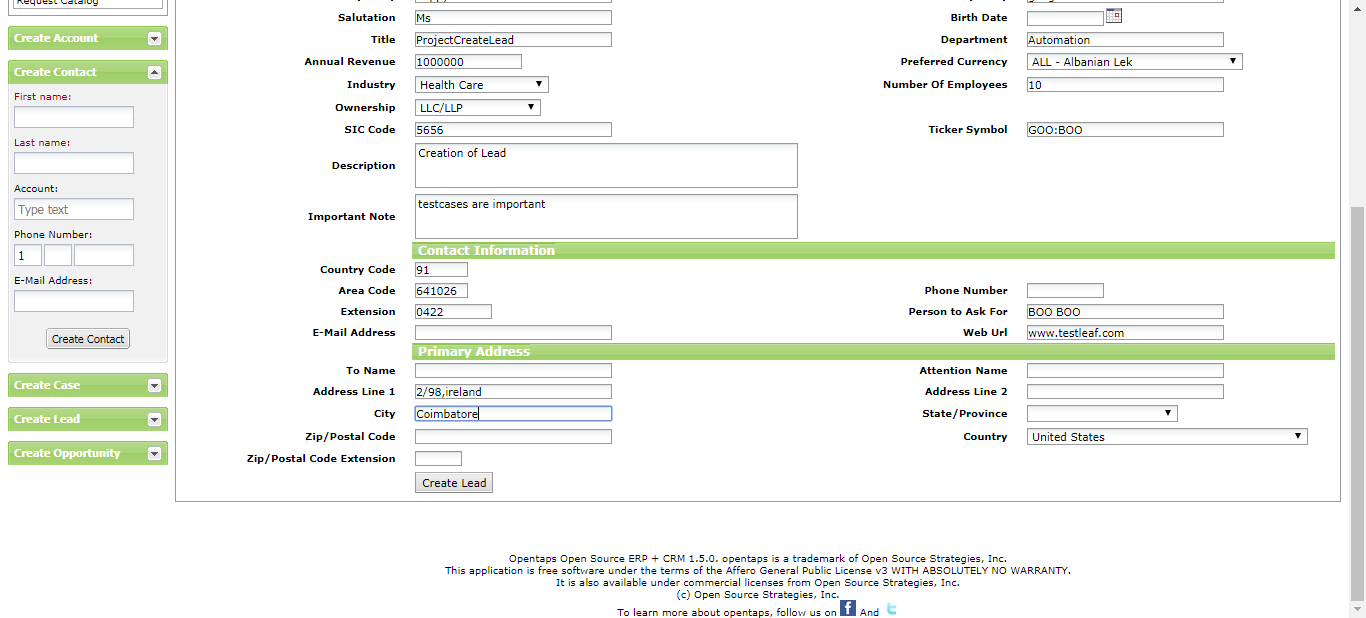 Request Catalog
Create Account
Create Contact
First name:
Last name:
Account:
Type text
Phone Number:
1
E-Mail Address:
Create Contact
Create Case
Create Lead
Create Opportunity
Salutation Ms Birth Date
Title ProjectCreateLead Department Automation
Annual Revenue 1000000 Preferred Currency ALL - Albanian Lek
Industry Health Care Number Of Employees 10
Ownership LLC/LLP
SIC Code 5656 Ticker Symbol GOO:BOO
Description Creation of Lead
Important Note testcases are important
Contact Information
Country Code 91
Area Code 641026 Phone Number
Extension 0422 Person to Ask For BOO BOO
E-Mail Address Web Url www.testleaf.com
Primary Address
To Name Attention Name
Address Line 1 2/98,ireland Address Line 2
City Coimbatore State/Province
Zip/Postal Code Country United States
Zip/Postal Code Extension
Create Lead
Opentaps Open Source ERP + CRM 1.5.0. opentaps is a trademark of Open Source Strategies, Inc.
This application is free software under the terms of the Affero General Public License v3 WITH ABSOLUTELY NO WARRANTY.
It is also available under commercial licenses from Open Source Strategies, Inc.
(c) Open Source Strategies, Inc.
To learn more about opentaps, follow us on f And t